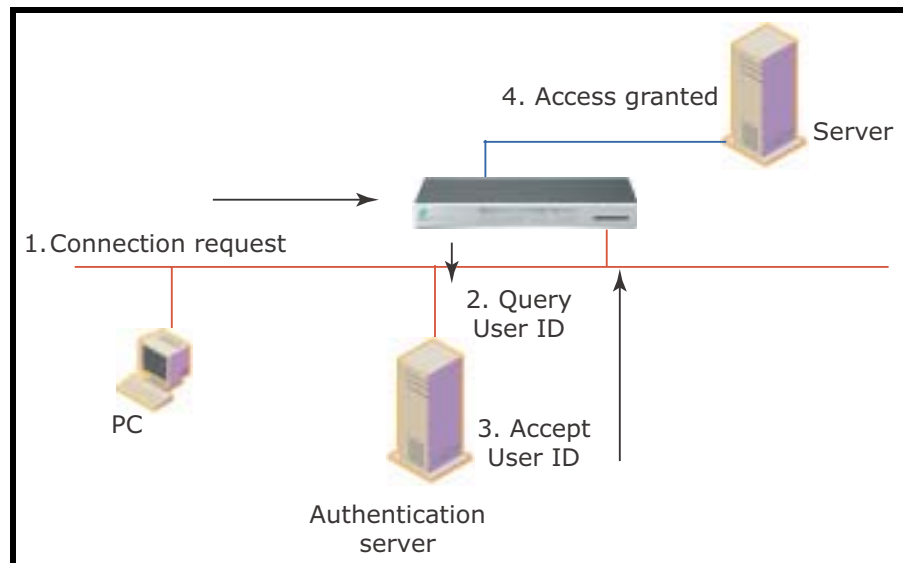 4. Access granted
Server
1. Connection request
2. Query
User ID
PC
3. Accept
User ID
Authentication
server